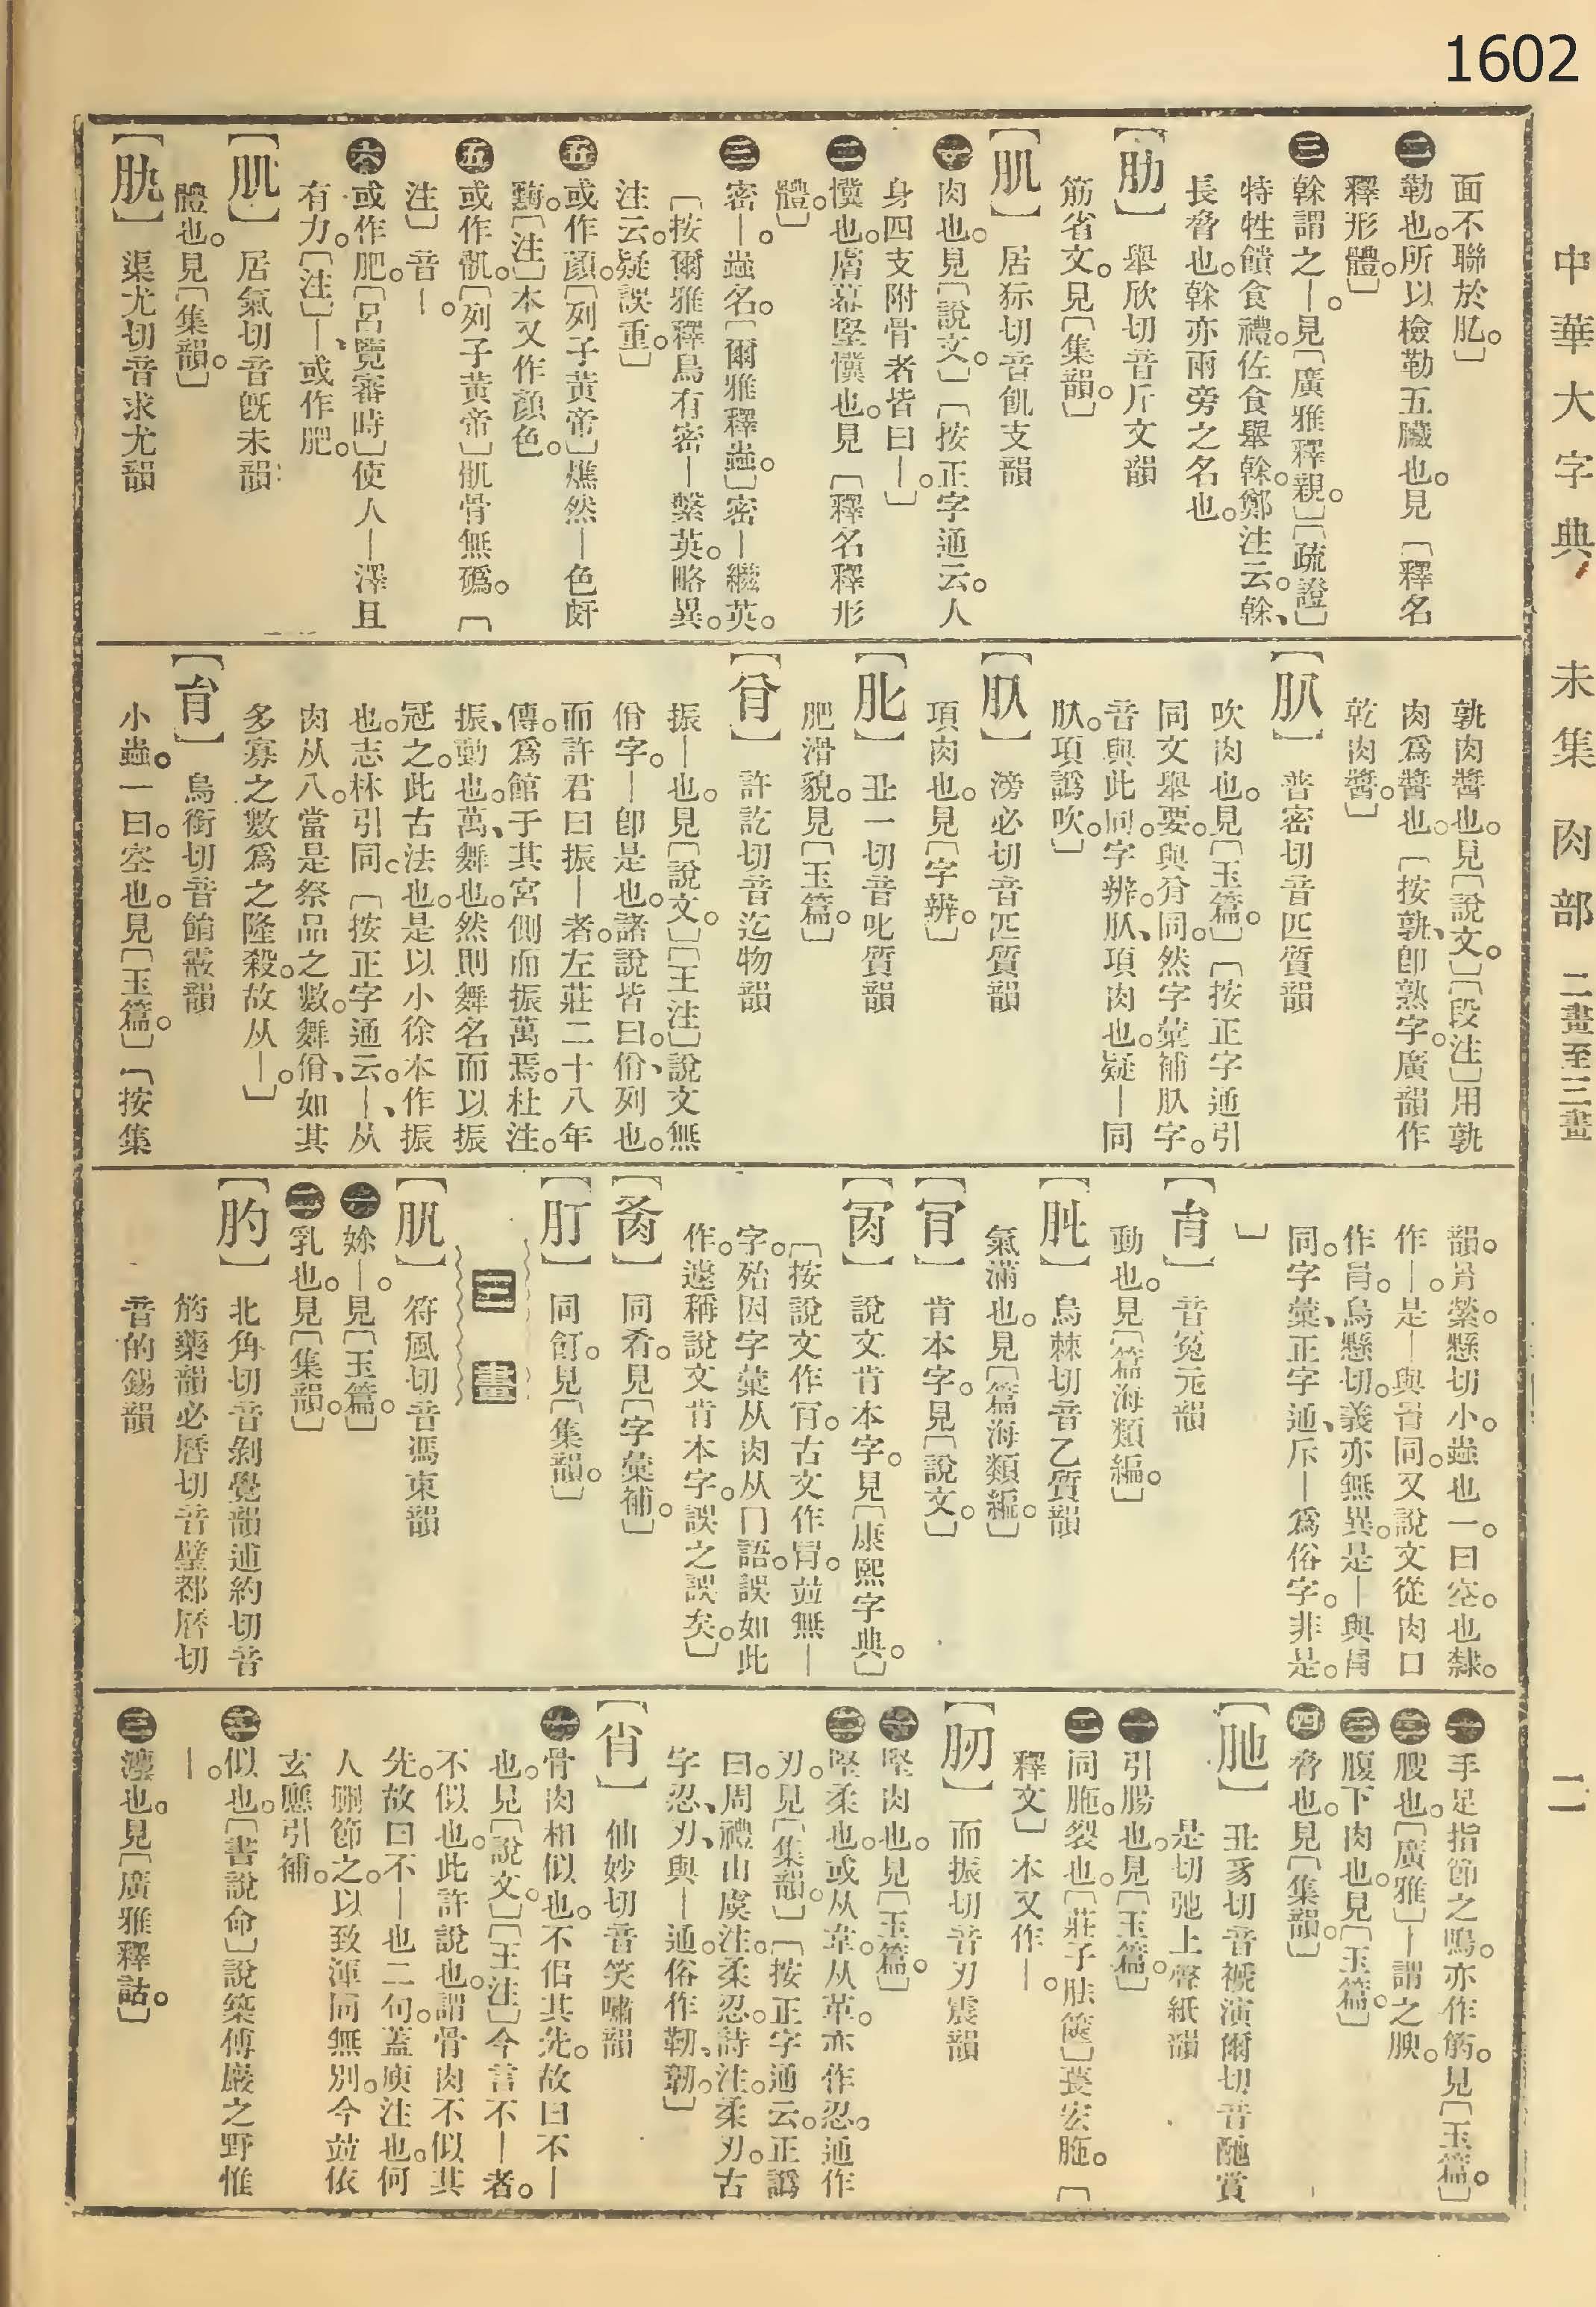 1602
中華大字典
未集
肉部
二畫至三畫
二
面不聯於肊。〕
㊁勒也。所以檢勒五臟也。見〔釋名
釋形體。〕
㊂榦謂之—。見〔廣雅釋親。〕〔疏證〕
特牲饋食禮。佐食舉榦。鄭注云。榦、
長脅也。榦亦兩旁之名也。
〔肋〕舉欣切音斤文韻
筋省文。見〔集韻。〕
〔肌〕居狋切音飢支韻
㊀肉也。見〔說文。〕〔按正字通云。人
身四支附骨者皆曰—。〕
㊁懻也。膚幕堅懻也。見〔釋名釋形
體。〕
㊂密—。蟲名。〔爾雅釋蟲。〕密—繼英。
〔按爾雅釋鳥有密—繫英。略異。
注云。疑誤重。〕
㊄或作顏。〔列子黃帝〕燋然—色皯
黣。〔注〕本又作顏色。
㊄或作骩。〔列子黃帝〕骪骨無䃣。〔
注〕音—。
㊅或作肥。〔呂覽審時〕使人—澤且
有力。〔注〕—、或作肥。
〔肌〕居氣切音旣未韻
體也。見〔集韻。〕
〔肍〕渠尤切音求尤韻
孰肉醬也。見〔說文。〕〔段注〕用孰
肉爲醬也。〔按孰、卽熟字。廣韻作
乾肉醬。〕
〔肊〕普密切音匹質韻
吹肉也。見〔玉篇。〕〔按正字通引
同文舉要。與肎同。然字彙補肊字。
音與此同。字辨。肊、項肉也。疑—同
肊。項譌吹。〕
〔肊〕滂必切音匹質韻
項肉也。見〔字辨。〕
〔𦘩〕丑一切音叱質韻
肥滑貌。見〔玉篇。〕
〔㕧〕許訖切音迄物韻
振—也。見〔說文。〕〔王注〕說文無
佾字。—卽是也。諸說皆曰。佾、列也。
而許君曰振—者。左莊二十八年
傳。爲館于其宮側而振萬焉。杜注。
振、動也。萬、舞也。然則舞名而以振
冠之。此古法也。是以小徐本作振
也。志林引同。〔按正字通云。—、从
肉从八。當是祭品之數。舞佾、如其
多寡之數爲之隆殺。故从—。〕
〔肙〕烏銜切音䬼霰韻
小蟲。一曰。空也。見〔玉篇。〕〔按集
韻。肙縈懸切。小蟲也。一曰空也。隸。
作—。是—與肙同。又說文從肉口
作肙。烏懸切。義亦無異。是—與肙
同。字彙、正字通、斥—爲俗字。非是。
〕
〔肓〕音寃元韻
動也。見〔篇海類編。〕
〔肔〕烏棘切音乙質韻
氣滿也。見〔篇海類編。〕
〔肎〕肯本字。見〔說文。〕
〔肎〕說文肯本字。見〔康熙字典。〕
〔按說文作肎。古文作肎。並無—
字。殆因字彙从肉从冂語。誤如此
作。遽稱說文肯本字。誤之誤矣。〕
〔肴〕同肴。見〔字彙補。〕
〔肎〕同飣。見〔集韻。〕
三畫
〔肌〕符風切音馮東韻
㊀㛄—。見〔玉篇。〕
㊁乳也。見〔集韻。〕
〔肑〕北角切音剝覺韻逋約切音
䈏藥韻必曆切音壁都曆切
音的錫韻
㊀手足指節之鳴。亦作筋。見〔玉篇。〕
㊁腴也。〔廣雅〕—謂之腴。
㊂腹下肉也。見〔玉篇。〕
㊃脅也。見〔集韻。〕
〔肔〕丑豸切音褫演爾切音酏賞
是切弛上聲紙韻
㊀引腸也。見〔玉篇。〕
㊁同胣。裂也。〔莊子胠篋〕萇宏胣。〔
釋文〕本又作—。
〔肕〕而振切音刃震韻
㊀堅肉也。見〔玉篇。〕
㊁堅柔也。或从韋。从革。亦作忍。通作
刃。見〔集韻。〕〔按正字通云。正譌
曰。周禮山虞注。柔忍。詩注。柔刃。古
字忍、刃、與—通。俗作靭、韌。〕
〔肖〕仙妙切音笑嘯韻
㊀骨肉相似也。不侣其先。故曰不—
也。見〔說文。〕〔王注〕今言不—者。
不似也。此許說也。謂骨肉不似其
先。故曰不—也二句。蓋庾注也。何
人刪節之。以致渾同無別。今竝依
玄應引補。
㊁似也。〔書說命〕說築傅巖之野惟
—。
㊂灋也。見〔廣雅釋詁。〕